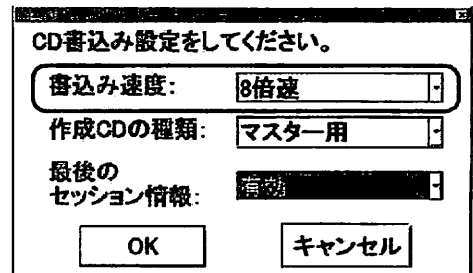 CD書込み設定をしてください。
書込み速度: 8倍速
作成CDの種類: マスター用
最後の
セッション情報: 有効
OK キャンセル